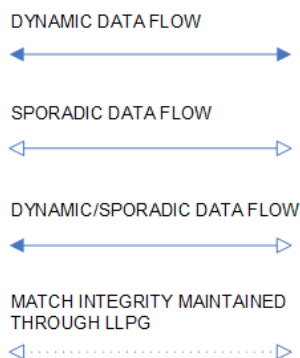 DYNAMIC DATA FLOW
SPORADIC DATA FLOW
DYNAMIC/SPORADIC DATA FLOW
MATCH INTEGRITY MAINTAINED
THROUGH LLPG